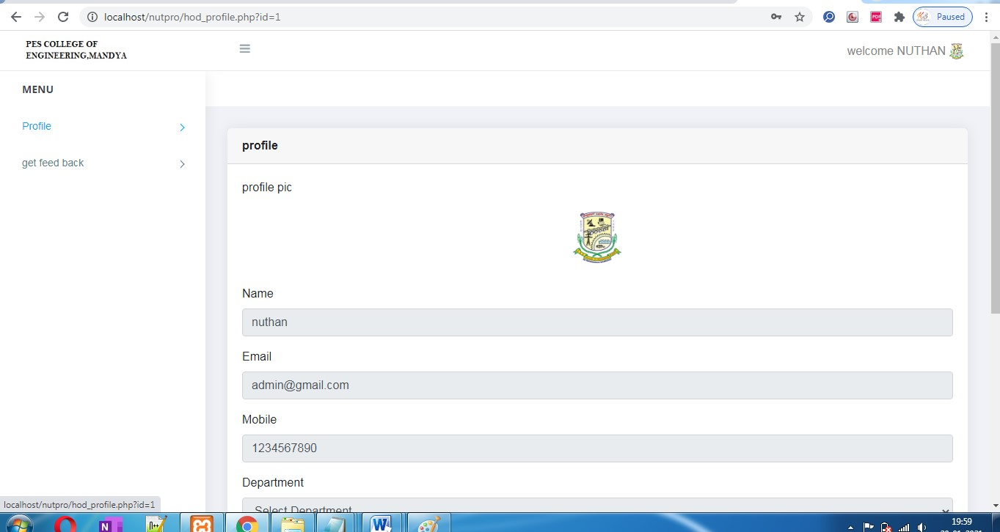 localhost/nutpro/hod_profile.php?id=1
Paused
PES COLLEGE OF
ENGINEERING,MANDYA
welcome NUTHAN
MENU
Profile
get feed back
profile
profile pic
Name
nuthan
Email
admin@gmail.com
Mobile
1234567890
Department
Select Department
localhost/nutpro/hod_profile.php?id=1
19:59